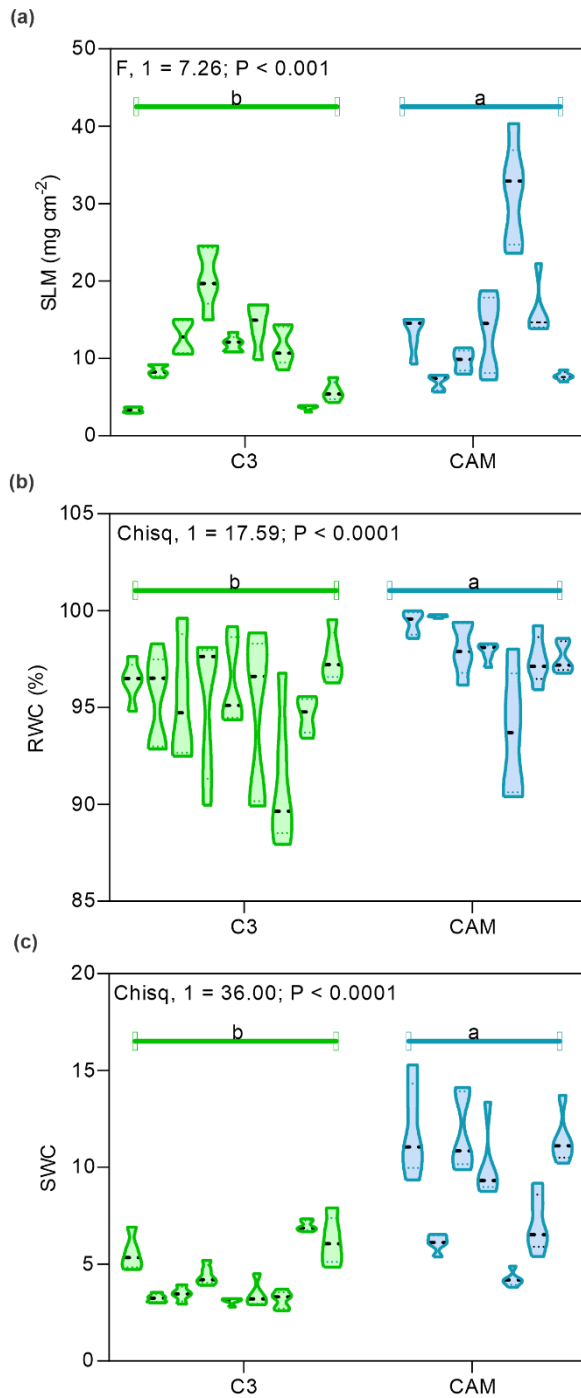 (a)
50
40
30
20
10
0
SLM (mg cm⁻²)
F, 1 = 7.26; P < 0.001
b
a
C3
CAM
(b)
105
100
95
90
85
RWC (%)
Chisq, 1 = 17.59; P < 0.0001
b
a
C3
CAM
(c)
20
15
10
5
0
SWC
Chisq, 1 = 36.00; P < 0.0001
b
a
C3
CAM